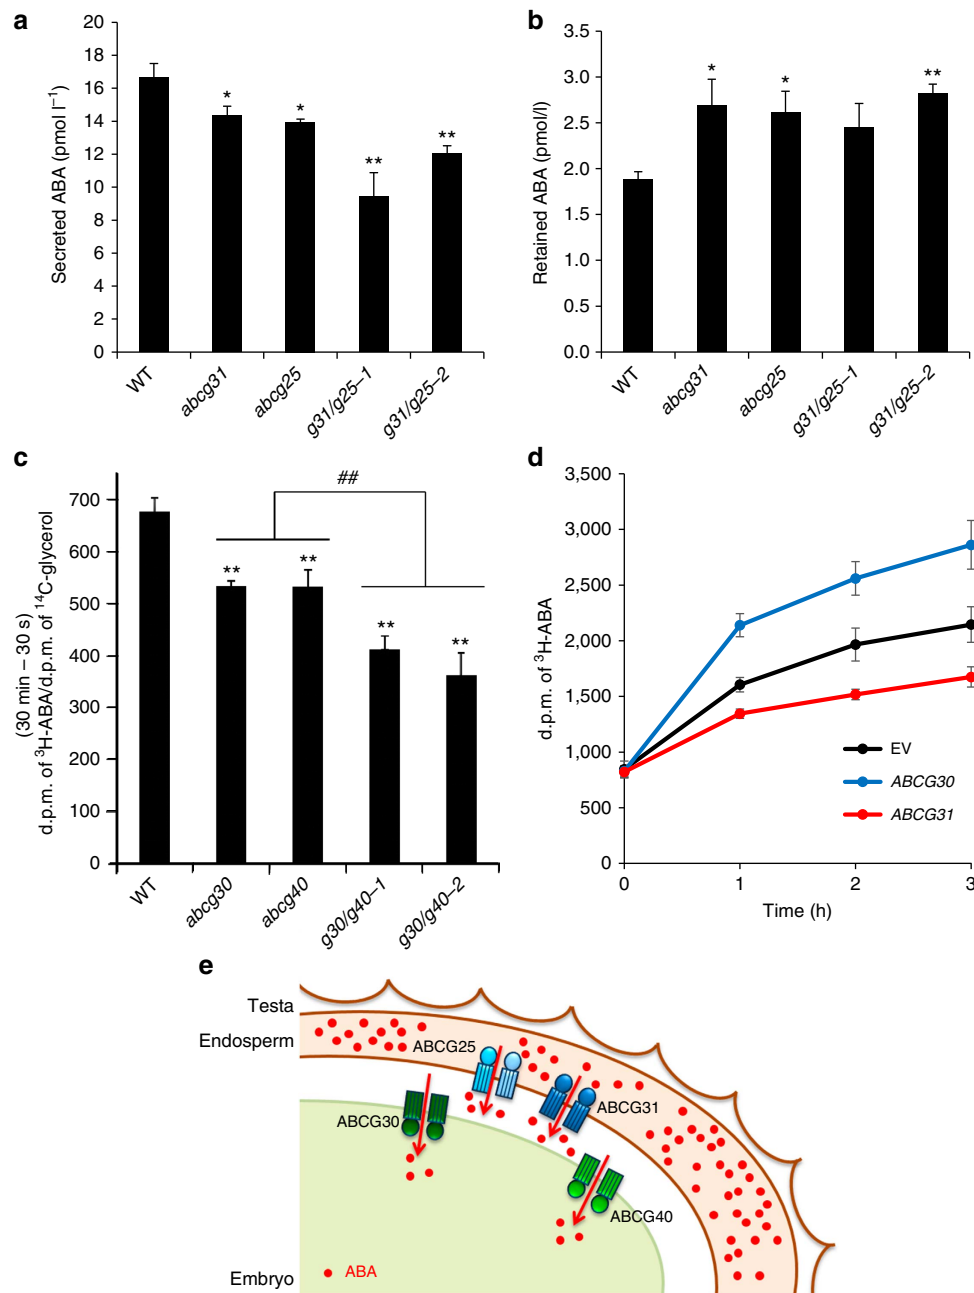 a
Secreted ABA (pmol l⁻¹)
20
18
16
14
12
10
8
6
4
2
0
*
*
**
**
WT
abcg31
abcg25
g31/g25–1
g31/g25–2
b
Retained ABA (pmol/l)
3.5
3.0
2.5
2.0
1.5
1.0
0.5
0.0
*
*
**
WT
abcg31
abcg25
g31/g25–1
g31/g25–2
c
(30 min – 30 s)
d.p.m. of ³H-ABA/d.p.m. of ¹⁴C-glycerol
700
600
500
400
300
200
100
0
##
**
**
**
**
WT
abcg30
abcg40
g30/g40–1
g30/g40–2
d
d.p.m. of ³H-ABA
3,500
3,000
2,500
2,000
1,500
1,000
500
0
EV
ABCG30
ABCG31
0
1
2
3
Time (h)
e
Testa
Endosperm
ABCG25
ABCG31
ABCG30
ABCG40
Embryo
ABA